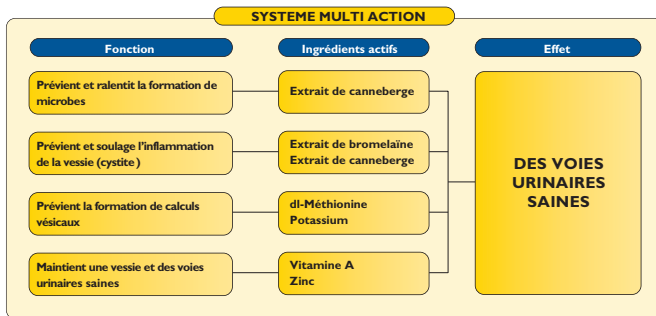 SYSTEME MULTI ACTION
Fonction
Ingrédients actifs
Effet
Prévient et ralentit la formation de
microbes
Extrait de canneberge
Prévient et soulage l'inflammation
de la vessie (cystite)
Extrait de bromelaïne
Extrait de canneberge
Prévient la formation de calculs
vésicaux
dl-Méthionine
Potassium
Maintient une vessie et des voies
urinaires saines
Vitamine A
Zinc
DES VOIES
URINAIRES
SAINES